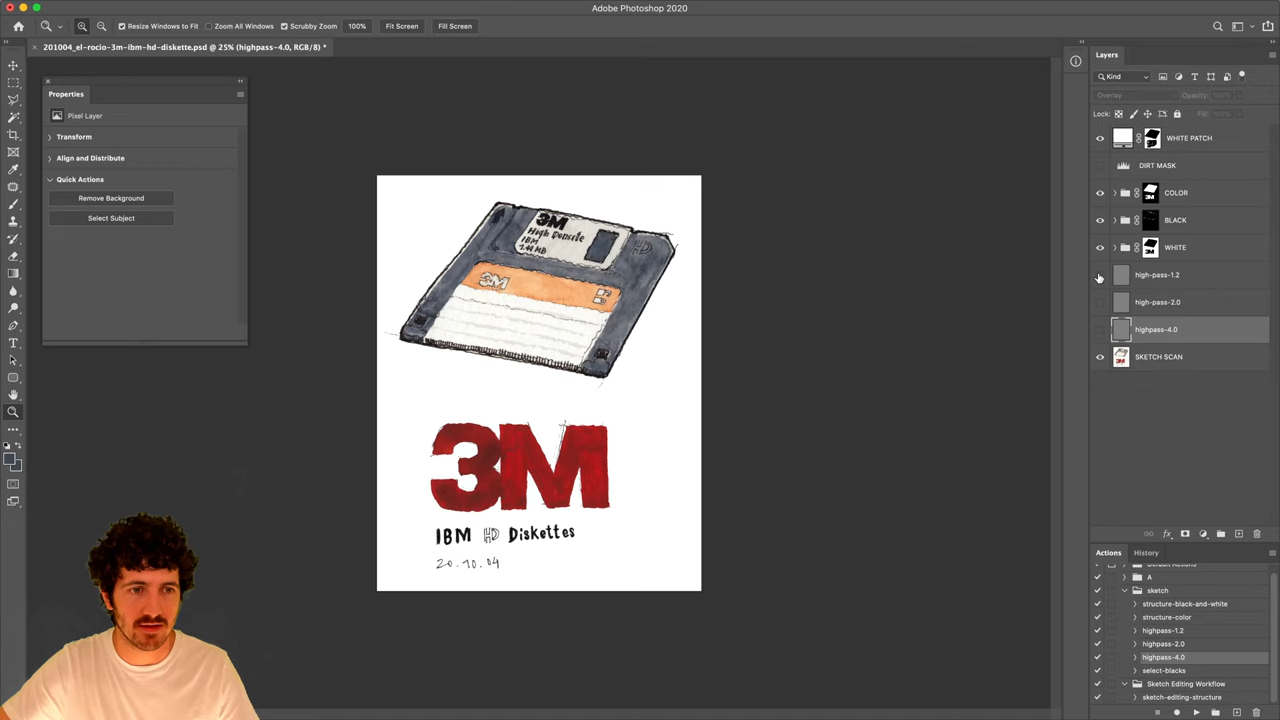 Adobe Photoshop 2020
Resize Windows to Fit
Zoom All Windows
Scrubby Zoom
100%
Fit Screen
Fill Screen
201004_el-rocio-3m-ibm-hd-diskette.psd @ 25% (highpass-4.0, RGB/8) *
Properties
Pixel Layer
Transform
Align and Distribute
Quick Actions
Remove Background
Select Subject
3M
High Density
IBM
1.44 MB
HD
3M
3M
IBM HD Diskettes
20.10.04
Layers
Kind
Overlay
Opacity: 100%
Lock:
Fill: 100%
WHITE PATCH
DIRT MASK
COLOR
BLACK
WHITE
high-pass-1.2
high-pass-2.0
highpass-4.0
SKETCH SCAN
Actions
History
Default Actions
A
sketch
structure-black-and-white
structure-color
highpass-1.2
highpass-2.0
highpass-4.0
select-blacks
Sketch Editing Workflow
sketch-editing-structure